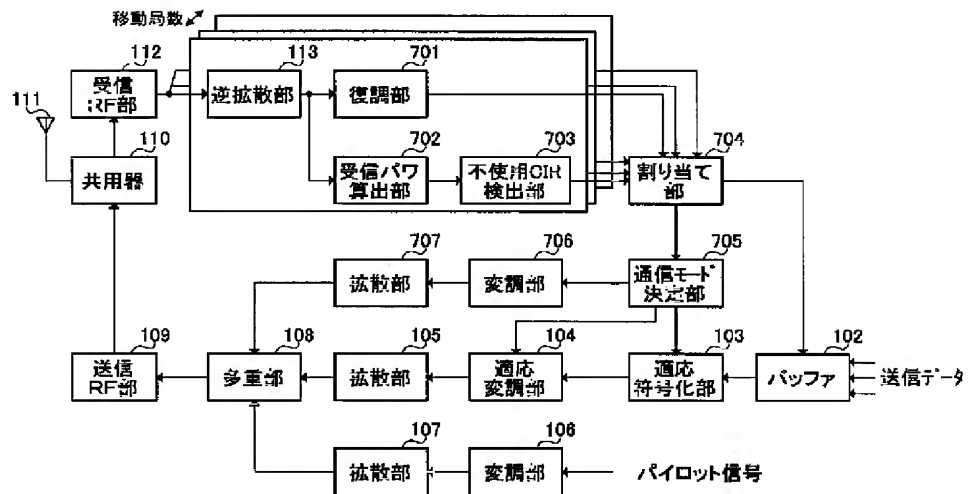 移動局数
112
受信
RF部
113
逆拡散部
701
復調部
111
110
共用器
702
受信パワ
算出部
703
不使用CIR
検出部
704
割り当て
部
707
拡散部
706
変調部
705
通信モード
決定部
109
送信
RF部
108
多重部
105
拡散部
104
適応
変調部
103
適応
符号化部
102
バッファ
送信データ
107
拡散部
106
変調部
パイロット信号